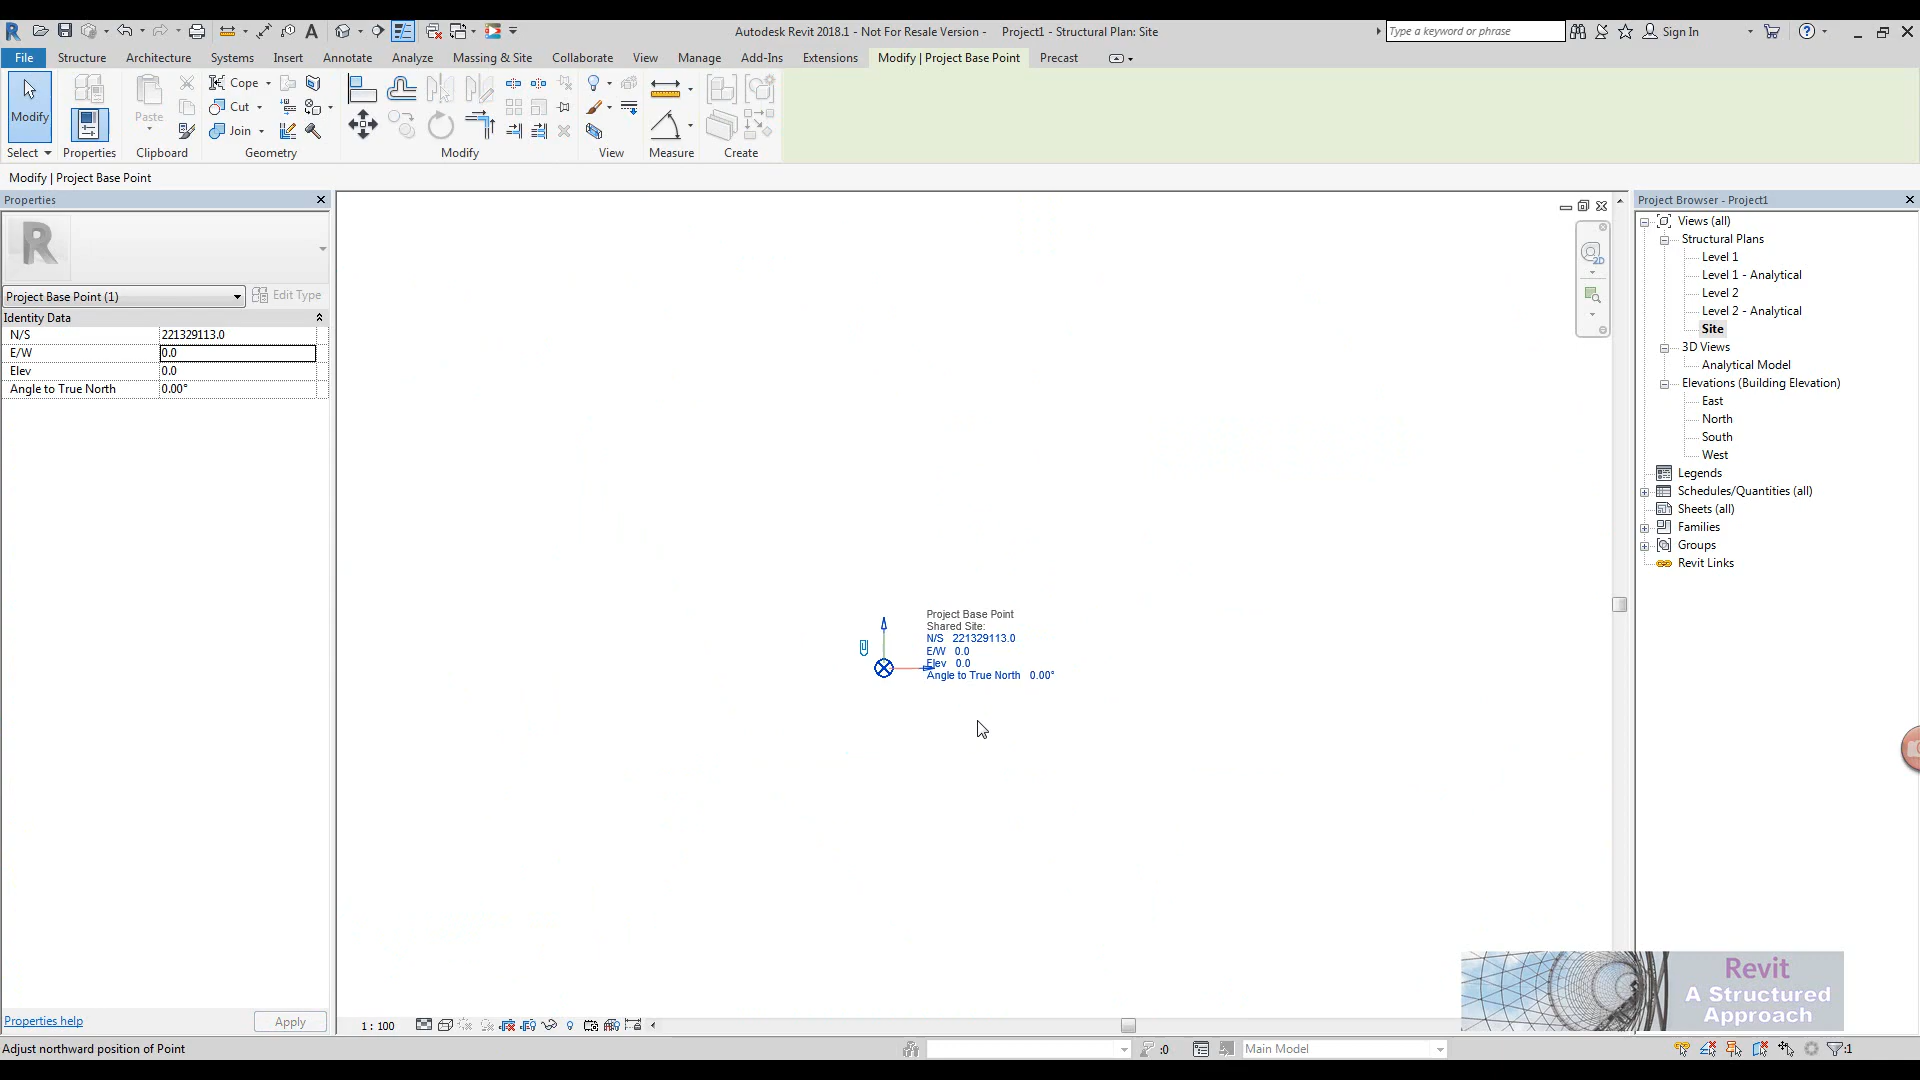 Autodesk Revit 2018.1 - Not For Resale Version - Project1 - Structural Plan: Site
Type a keyword or phrase
Sign In
File Structure Architecture Systems Insert Annotate Analyze Massing & Site Collaborate View Manage Add-Ins Extensions Modify | Project Base Point Precast
Modify
Paste
Cope
Cut
Join
Select Properties Clipboard Geometry Modify View Measure Create
Modify | Project Base Point
Properties
Project Base Point (1)
Edit Type
Identity Data
N/S 221329113.0
E/W 0.0
Elev 0.0
Angle to True North 0.00°
Properties help
Apply
2D
Project Base Point
Shared Site:
N/S 221329113.0
E/W 0.0
Elev 0.0
Angle to True North 0.00°
1 : 100
Project Browser - Project1
Views (all)
Structural Plans
Level 1
Level 1 - Analytical
Level 2
Level 2 - Analytical
Site
3D Views
Analytical Model
Elevations (Building Elevation)
East
North
South
West
Legends
Schedules/Quantities (all)
Sheets (all)
Families
Groups
Revit Links
Revit
A Structured
Approach
Adjust northward position of Point
:0
Main Model
:1